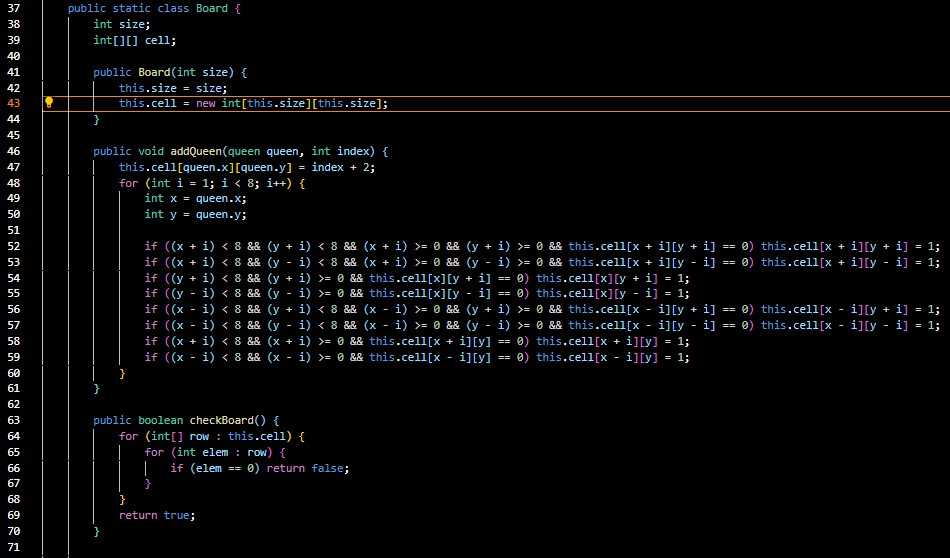 37 public static class Board {
38 int size;
39 int[][] cell;
40
41 public Board(int size) {
42 this.size = size;
43 this.cell = new int[this.size][this.size];
44 }
45
46 public void addQueen(queen queen, int index) {
47 this.cell[queen.x][queen.y] = index + 2;
48 for (int i = 1; i < 8; i++) {
49 int x = queen.x;
50 int y = queen.y;
51
52 if ((x + i) < 8 && (y + i) < 8 && (x + i) >= 0 && (y + i) >= 0 && this.cell[x + i][y + i] == 0) this.cell[x + i][y + i] = 1;
53 if ((x + i) < 8 && (y - i) < 8 && (x + i) >= 0 && (y - i) >= 0 && this.cell[x + i][y - i] == 0) this.cell[x + i][y - i] = 1;
54 if ((y + i) < 8 && (y + i) >= 0 && this.cell[x][y + i] == 0) this.cell[x][y + i] = 1;
55 if ((y - i) < 8 && (y - i) >= 0 && this.cell[x][y - i] == 0) this.cell[x][y - i] = 1;
56 if ((x - i) < 8 && (y + i) < 8 && (x - i) >= 0 && (y + i) >= 0 && this.cell[x - i][y + i] == 0) this.cell[x - i][y + i] = 1;
57 if ((x - i) < 8 && (y - i) < 8 && (x - i) >= 0 && (y - i) >= 0 && this.cell[x - i][y - i] == 0) this.cell[x - i][y - i] = 1;
58 if ((x + i) < 8 && (x + i) >= 0 && this.cell[x + i][y] == 0) this.cell[x + i][y] = 1;
59 if ((x - i) < 8 && (x - i) >= 0 && this.cell[x - i][y] == 0) this.cell[x - i][y] = 1;
60 }
61 }
62
63 public boolean checkBoard() {
64 for (int[] row : this.cell) {
65 for (int elem : row) {
66 if (elem == 0) return false;
67 }
68 }
69 return true;
70 }
71